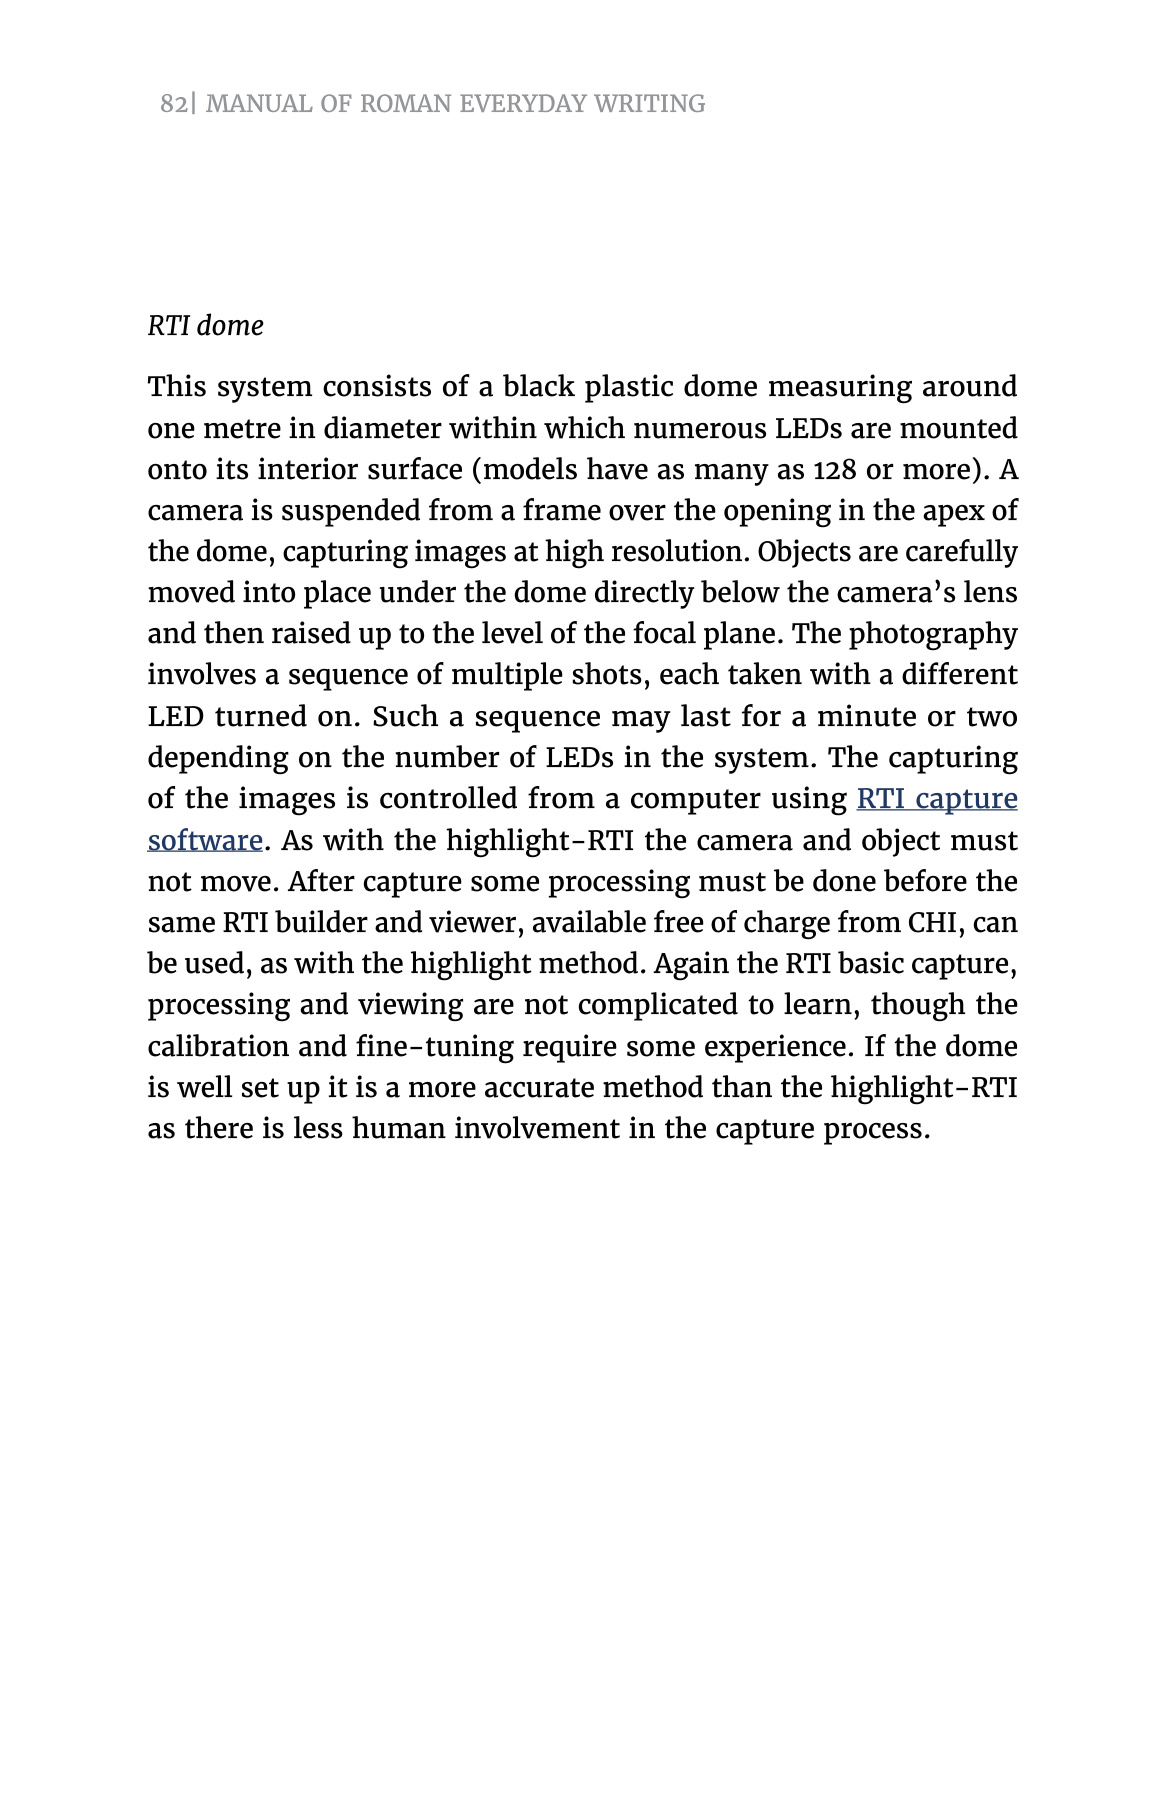 82| MANUAL OF ROMAN EVERYDAY WRITING
RTI dome
This system consists of a black plastic dome measuring around
one metre in diameter within which numerous LEDs are mounted
onto its interior surface (models have as many as 128 or more). A
camera is suspended from a frame over the opening in the apex of
the dome, capturing images at high resolution. Objects are carefully
moved into place under the dome directly below the camera’s lens
and then raised up to the level of the focal plane. The photography
involves a sequence of multiple shots, each taken with a different
LED turned on. Such a sequence may last for a minute or two
depending on the number of LEDs in the system. The capturing
of the images is controlled from a computer using RTI capture
software. As with the highlight-RTI the camera and object must
not move. After capture some processing must be done before the
same RTI builder and viewer, available free of charge from CHI, can
be used, as with the highlight method. Again the RTI basic capture,
processing and viewing are not complicated to learn, though the
calibration and fine-tuning require some experience. If the dome
is well set up it is a more accurate method than the highlight-RTI
as there is less human involvement in the capture process.